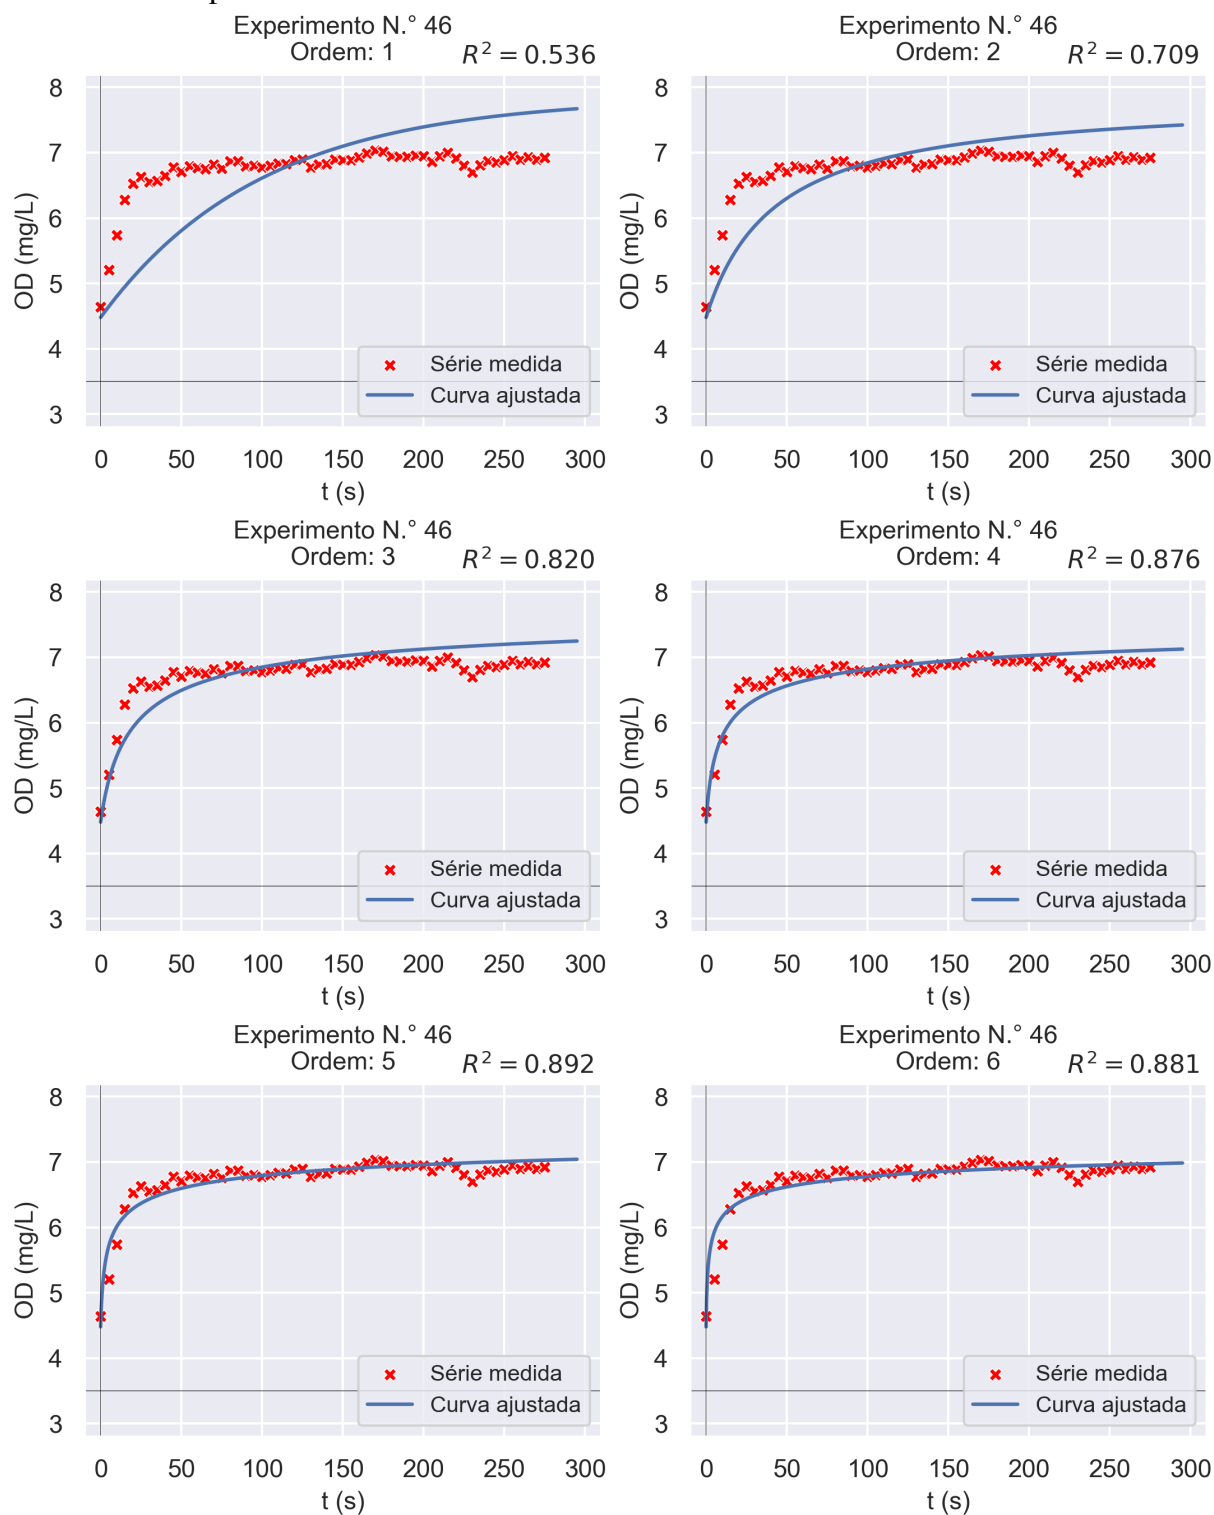 Experimento N.° 46
Ordem: 1 R² = 0.536
8
7
6
5
4
3
OD (mg/L)
Série medida
Curva ajustada
0 50 100 150 200 250 300
t (s)
Experimento N.° 46
Ordem: 2 R² = 0.709
8
7
6
5
4
3
OD (mg/L)
Série medida
Curva ajustada
0 50 100 150 200 250 300
t (s)
Experimento N.° 46
Ordem: 3 R² = 0.820
8
7
6
5
4
3
OD (mg/L)
Série medida
Curva ajustada
0 50 100 150 200 250 300
t (s)
Experimento N.° 46
Ordem: 4 R² = 0.876
8
7
6
5
4
3
OD (mg/L)
Série medida
Curva ajustada
0 50 100 150 200 250 300
t (s)
Experimento N.° 46
Ordem: 5 R² = 0.892
8
7
6
5
4
3
OD (mg/L)
Série medida
Curva ajustada
0 50 100 150 200 250 300
t (s)
Experimento N.° 46
Ordem: 6 R² = 0.881
8
7
6
5
4
3
OD (mg/L)
Série medida
Curva ajustada
0 50 100 150 200 250 300
t (s)